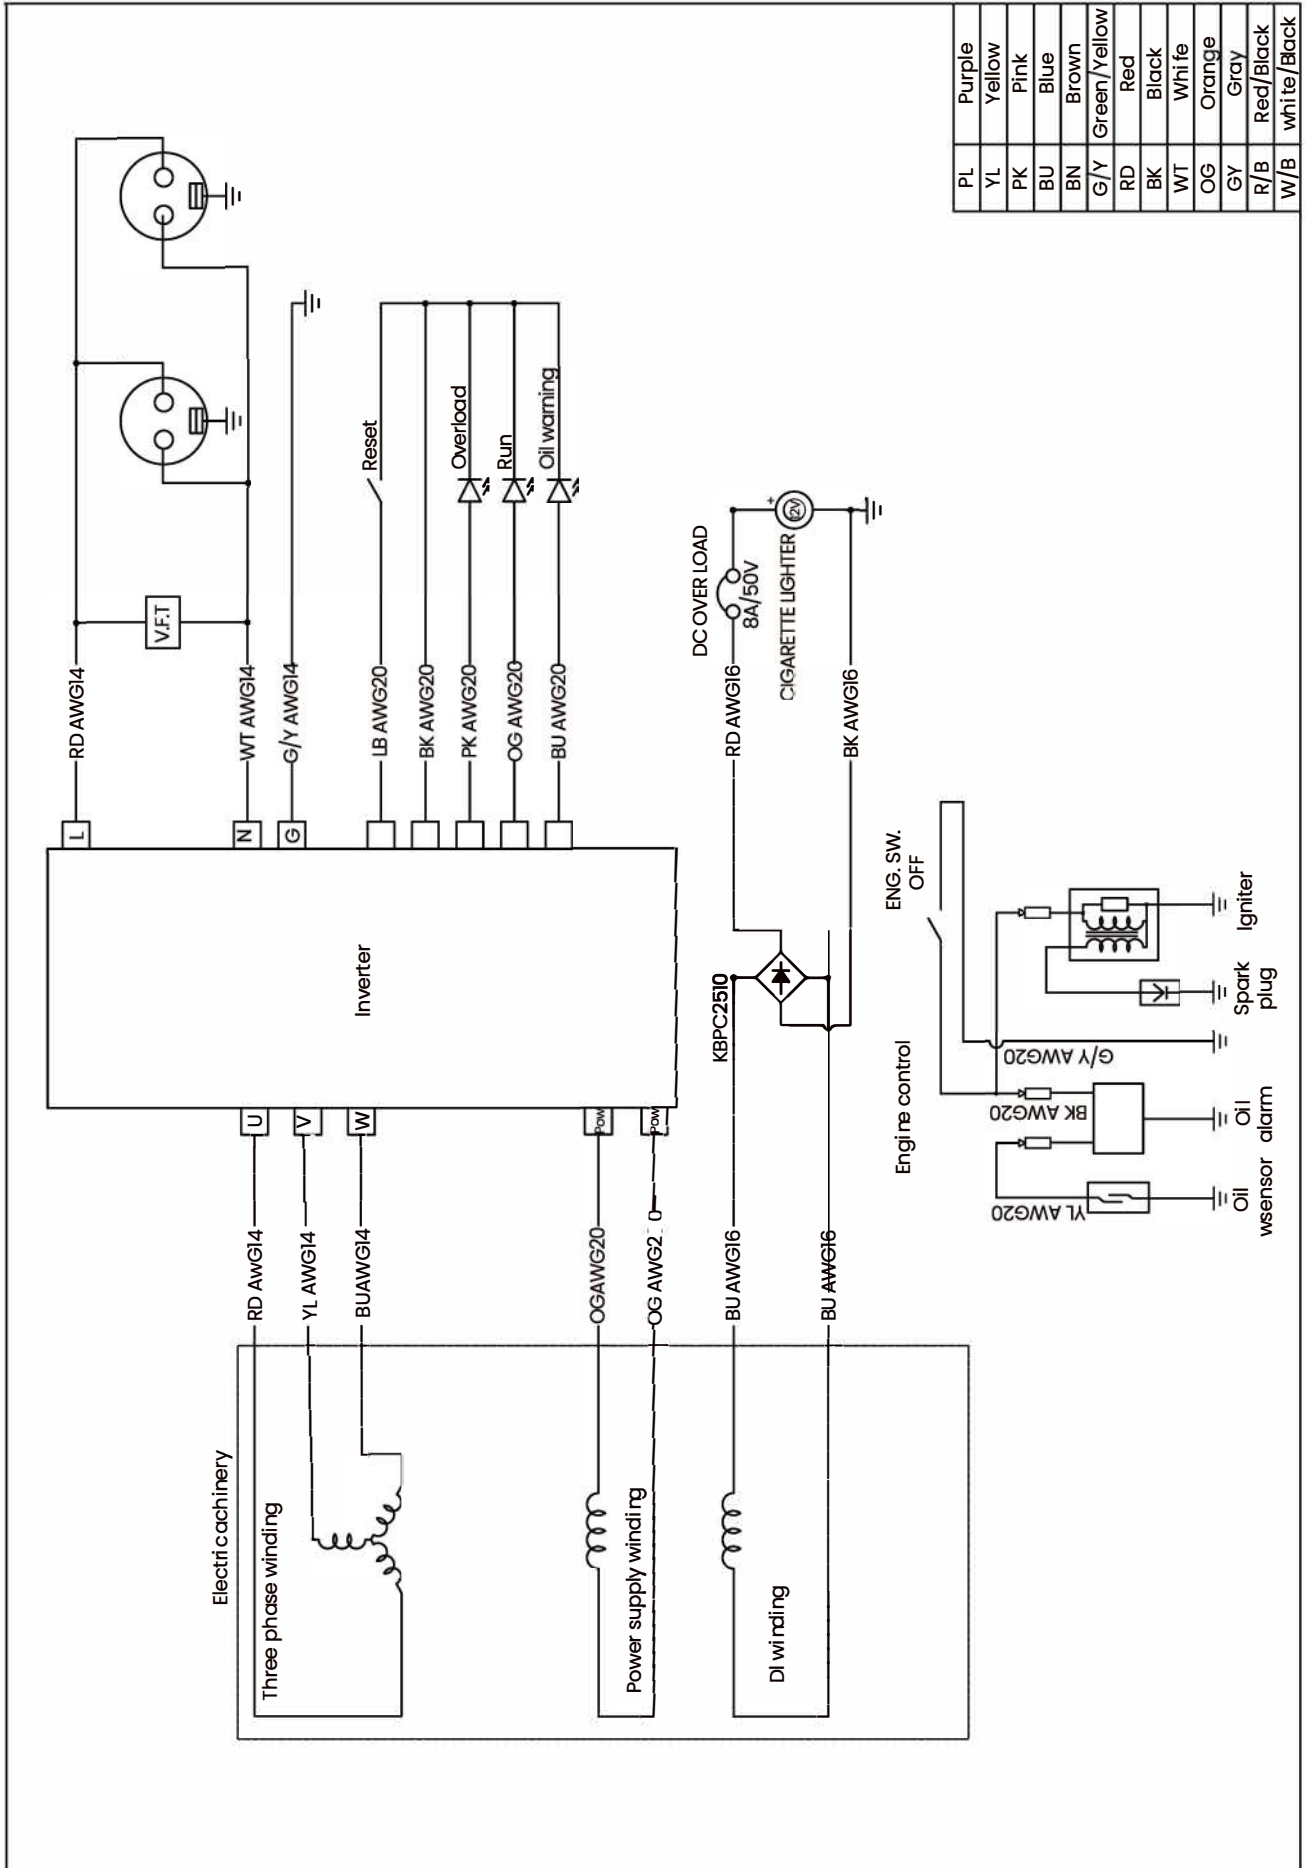 Electricachinery
Three phase winding
Power supply winding
DI winding
RD AwG14
YL AWG14
BUAWG14
OGAWG20
OG AWG2 0
BU AWG16
BU AWG16
U
V
W
Pow
Pow
Inverter
KBPC2510
L
N
G
RD AWG14
WT AWG14
G/Y AWG14
LB AWG20
BK AWG20
PK AWG20
OG AWG20
BU AWG20
V.F.T
Reset
Overload
Run
Oil warning
RD AWG16
BK AWG16
DC OVER LOAD
8A/50V
CIGARETTE LIGHTER
+
12V
Engine control
ENG. SW.
OFF
YL AWG20
BK AWG20
G/Y AWG20
Oil
wsensor
Oil
alarm
Spark
plug
Igniter
PL Purple
YL Yellow
PK Pink
BU Blue
BN Brown
G/Y Green/Yellow
RD Red
BK Black
WT Whife
OG Orange
GY Gray
R/B Red/Black
W/B white/Black